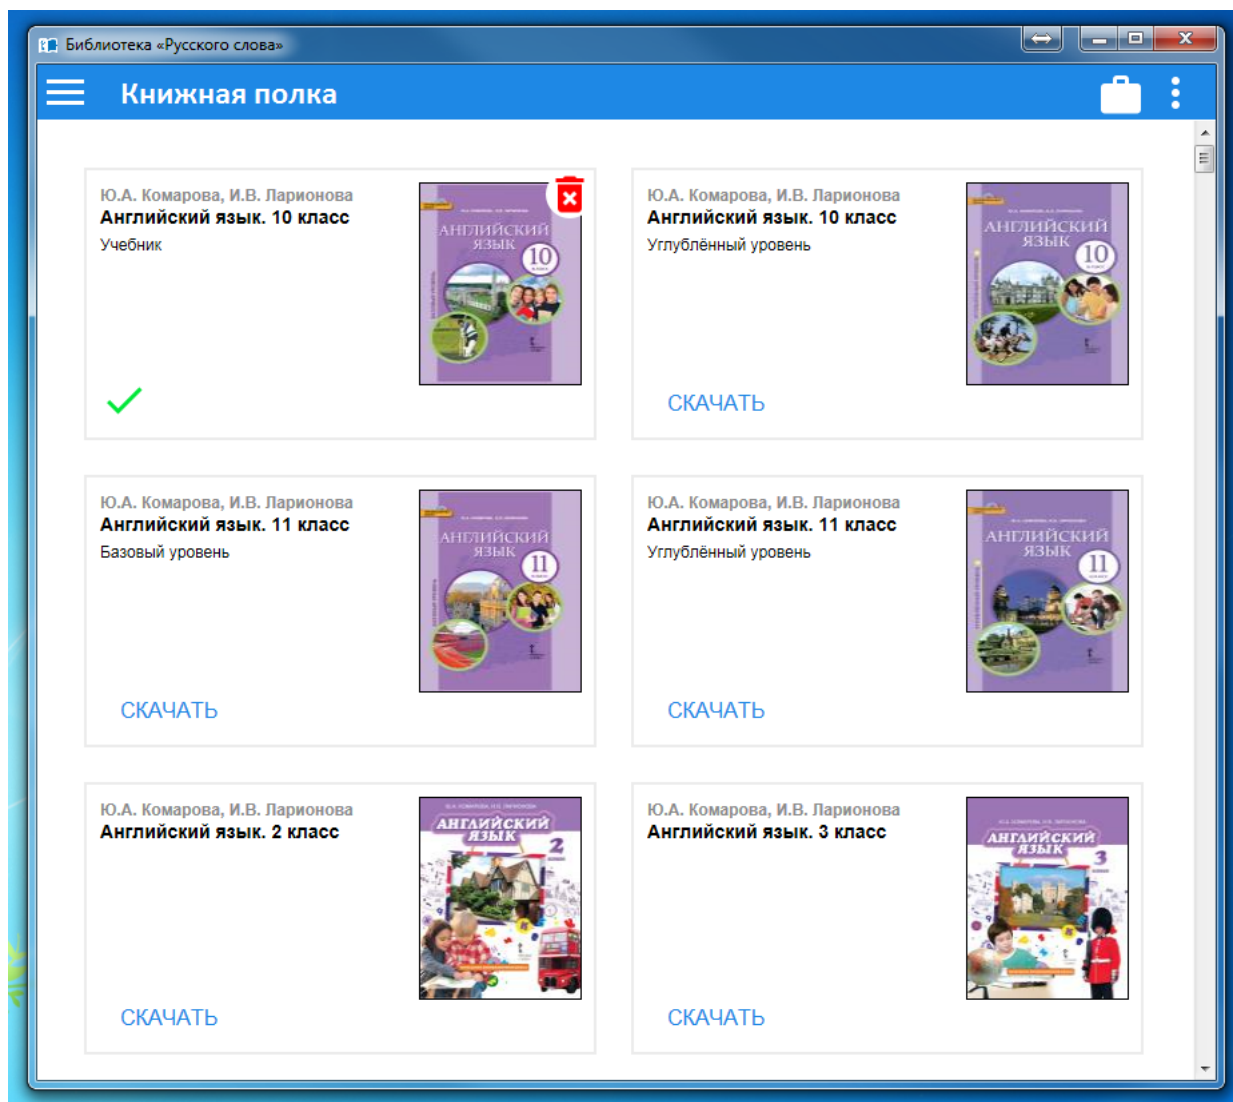 Библиотека «Русского слова»
Книжная полка
Ю.А. Комарова, И.В. Ларионова
Английский язык. 10 класс
Учебник
АНГЛИЙСКИЙ
ЯЗЫК
10
Ю.А. Комарова, И.В. Ларионова
Английский язык. 10 класс
Углублённый уровень
АНГЛИЙСКИЙ
ЯЗЫК
10
СКАЧАТЬ
Ю.А. Комарова, И.В. Ларионова
Английский язык. 11 класс
Базовый уровень
АНГЛИЙСКИЙ
ЯЗЫК
11
СКАЧАТЬ
Ю.А. Комарова, И.В. Ларионова
Английский язык. 11 класс
Углублённый уровень
АНГЛИЙСКИЙ
ЯЗЫК
11
СКАЧАТЬ
Ю.А. Комарова, И.В. Ларионова
Английский язык. 2 класс
АНГЛИЙСКИЙ
ЯЗЫК
2
СКАЧАТЬ
Ю.А. Комарова, И.В. Ларионова
Английский язык. 3 класс
АНГЛИЙСКИЙ
ЯЗЫК
3
СКАЧАТЬ